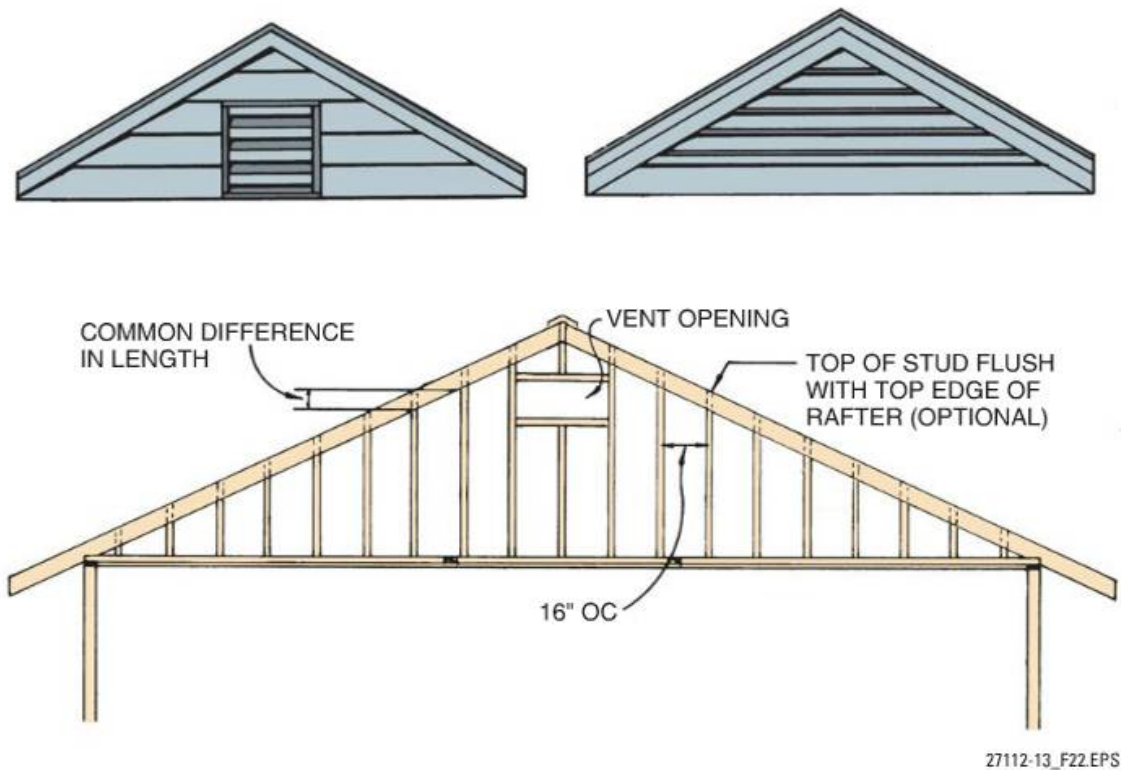 COMMON DIFFERENCE
IN LENGTH
VENT OPENING
TOP OF STUD FLUSH
WITH TOP EDGE OF
RAFTER (OPTIONAL)
16" OC
27112-13_F22.EPS